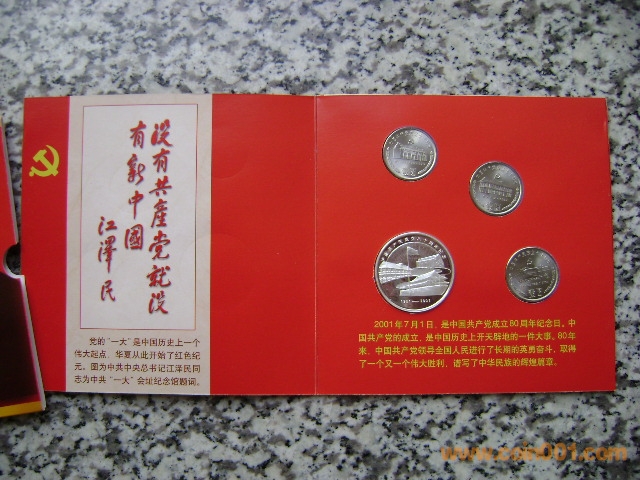 没有共產党就没
有新中國
江澤民
党的“一大”是中国历史上一个
伟大起点，华夏从此开始了红色纪
元。图为中共中央总书记江泽民同
志为中共“一大”会址纪念馆题词。
2001年7月1日，是中国共产党成立80周年纪念日。中
国共产党的成立，是中国历史上开天辟地的一件大事。80年
来，中国共产党领导全国人民进行了长期的英勇奋斗，取得
了一个又一个伟大胜利，谱写了中华民族的辉煌篇章。
1921—2001
www.coin001.com